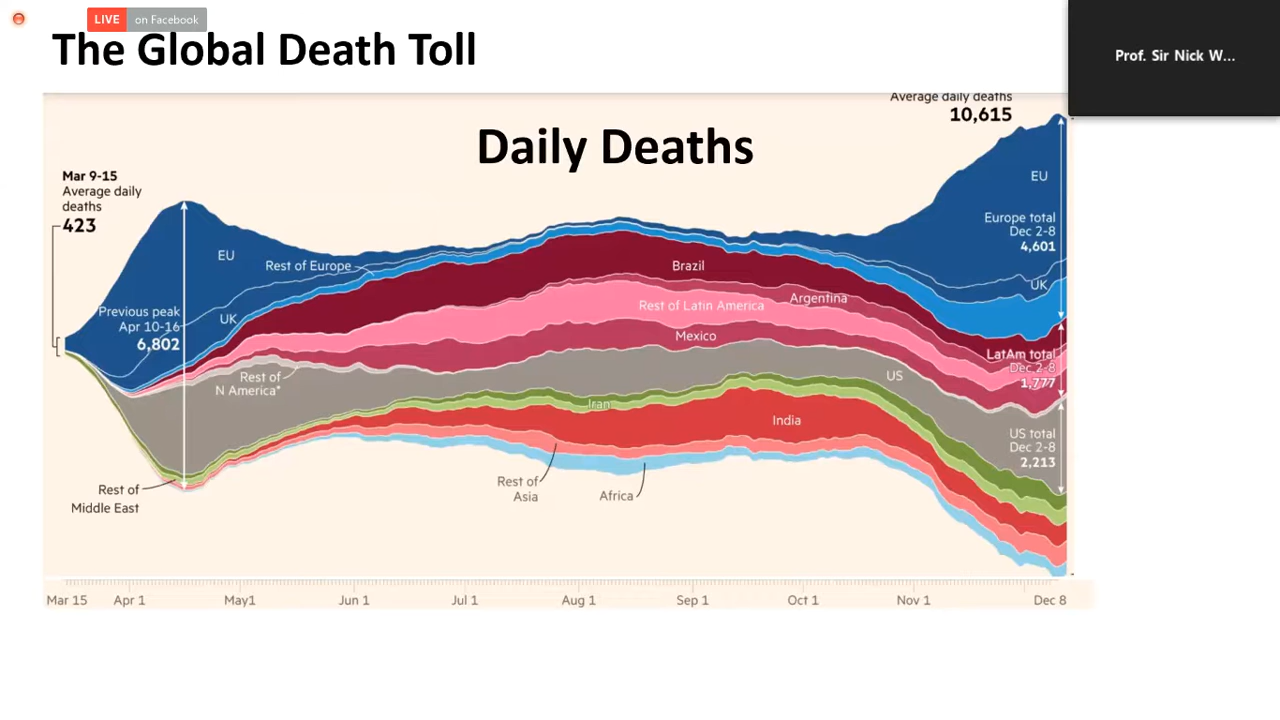 LIVE on Facebook
The Global Death Toll
Prof. Sir Nick W...
Daily Deaths
Average daily deaths
10,615
Mar 9-15
Average daily
deaths
423
EU
Europe total
Dec 2-8
4,601
UK
EU
Rest of Europe
Brazil
Argentina
Rest of Latin America
Mexico
Previous peak
Apr 10-16
6,802
UK
LatAm total
Dec 2-8
1,777
Rest of
N America*
US
Iran
India
US total
Dec 2-8
2,213
Rest of
Middle East
Rest of
Asia
Africa
Mar 15 Apr 1 May1 Jun 1 Jul 1 Aug 1 Sep 1 Oct 1 Nov 1 Dec 8